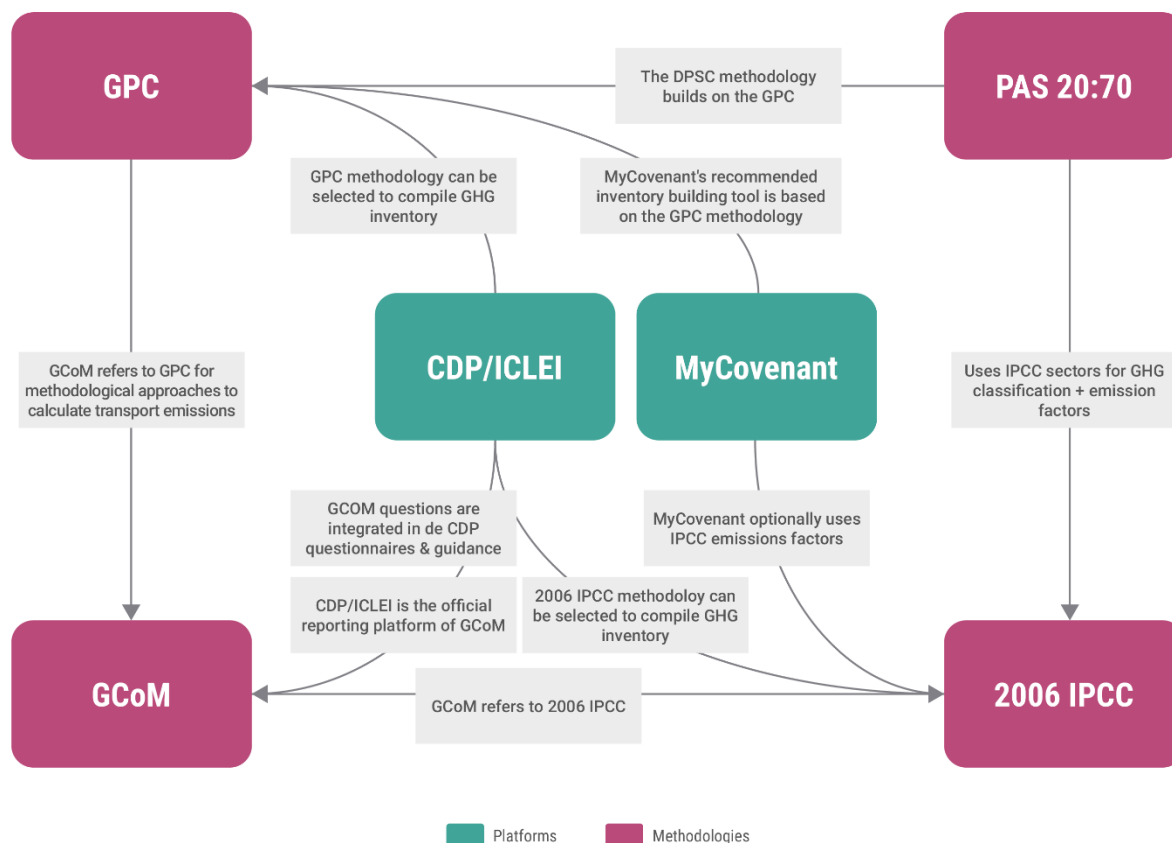 GPC
The DPSC methodology
builds on the GPC
PAS 20:70
GPC methodology can be
selected to compile GHG
inventory
MyCovenant's recommended
inventory building tool is based
on the GPC methodology
CDP/ICLEI
MyCovenant
GCoM refers to GPC for
methodological approaches to
calculate transport emissions
Uses IPCC sectors for GHG
classification + emission
factors
GCOM questions are
integrated in de CDP
questionnaires & guidance
MyCovenant optionally uses
IPCC emissions factors
CDP/ICLEI is the official
reporting platform of GCoM
2006 IPCC methodoloy can
be selected to compile GHG
inventory
GCoM
GCoM refers to 2006 IPCC
2006 IPCC
Platforms
Methodologies